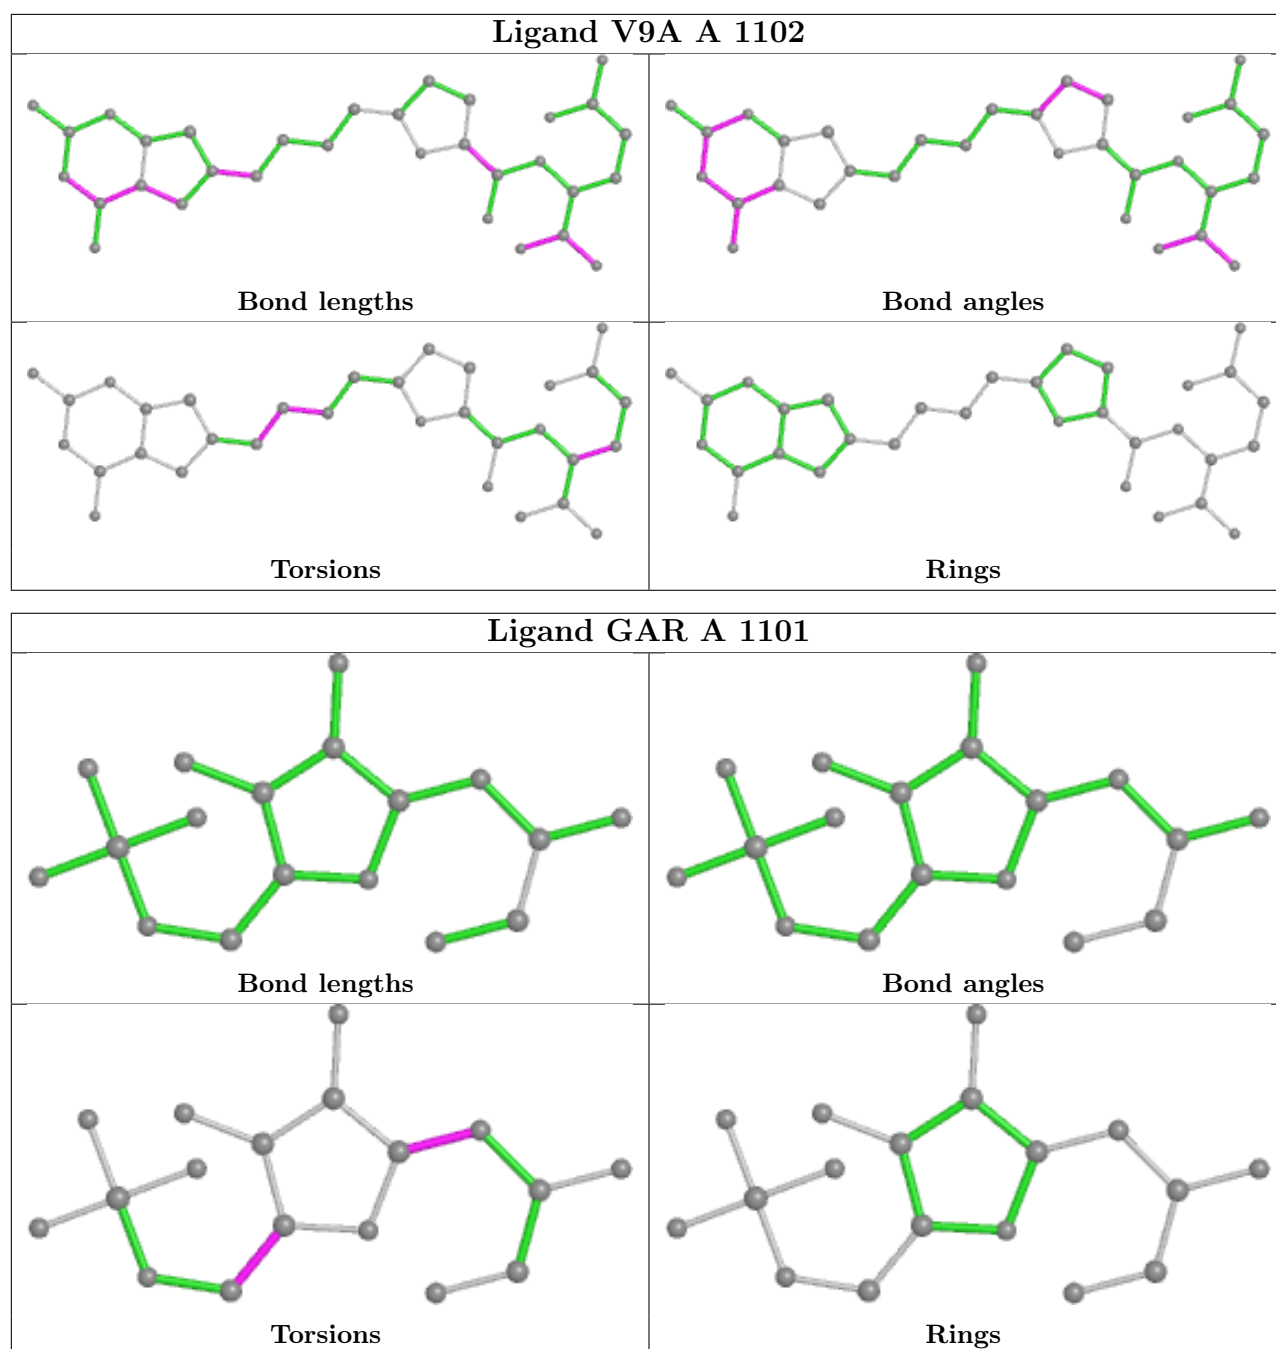 Ligand V9A A 1102
Bond lengths
Bond angles
Torsions
Rings
Ligand GAR A 1101
Bond lengths
Bond angles
Torsions
Rings